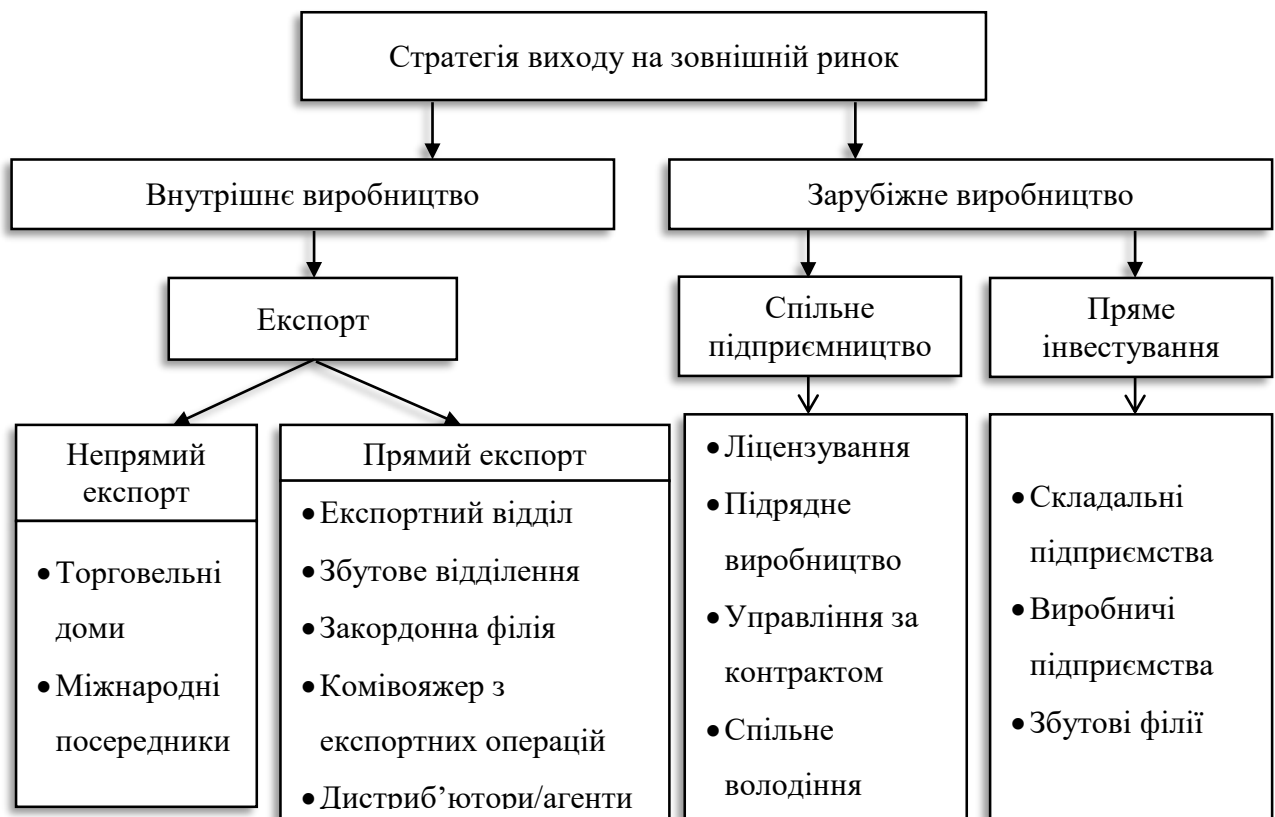 Стратегія виходу на зовнішній ринок
Внутрішнє виробництво
Зарубіжне виробництво
Експорт
Спільне
підприємництво
Пряме
інвестування
Непрямий
експорт
• Торговельні
доми
• Міжнародні
посередники
Прямий експорт
• Експортний відділ
• Збутове відділення
• Закордонна філія
• Комівояжер з
експортних операцій
• Дистриб’ютори/агенти
• Ліцензування
• Підрядне
виробництво
• Управління за
контрактом
• Спільне
володіння
• Складальні
підприємства
• Виробничі
підприємства
• Збутові філії